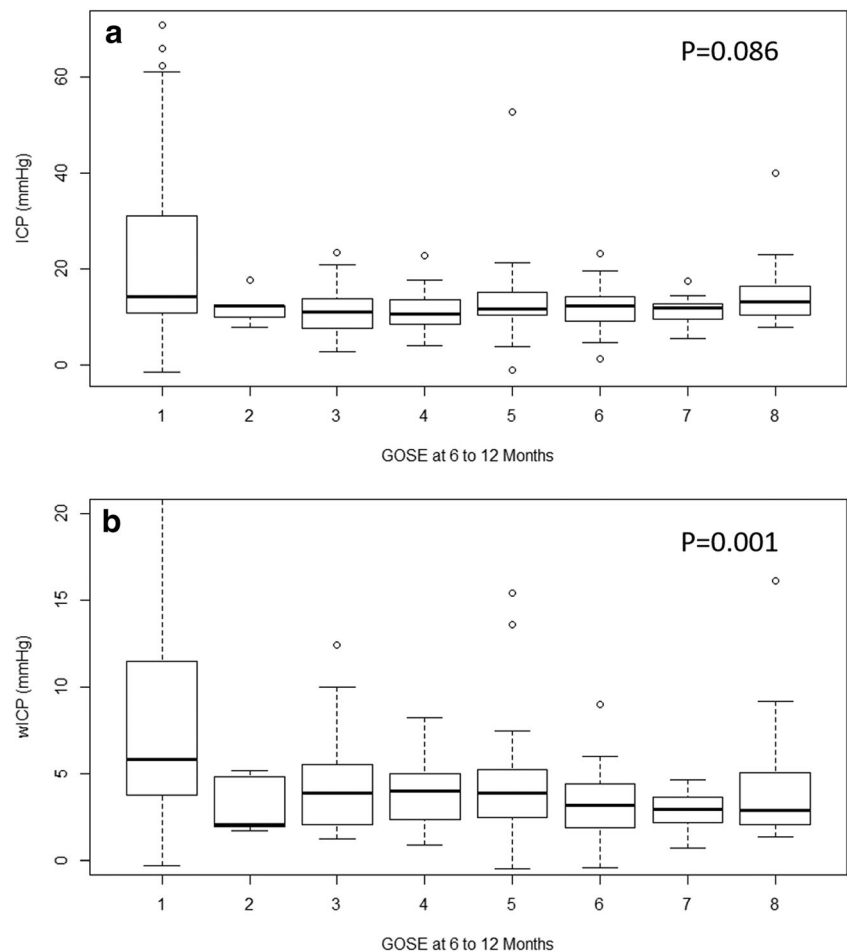 a
P=0.086
60
40
20
0
ICP (mmHg)
1 2 3 4 5 6 7 8
GOSE at 6 to 12 Months
b
P=0.001
20
15
10
5
0
wICP (mmHg)
1 2 3 4 5 6 7 8
GOSE at 6 to 12 Months